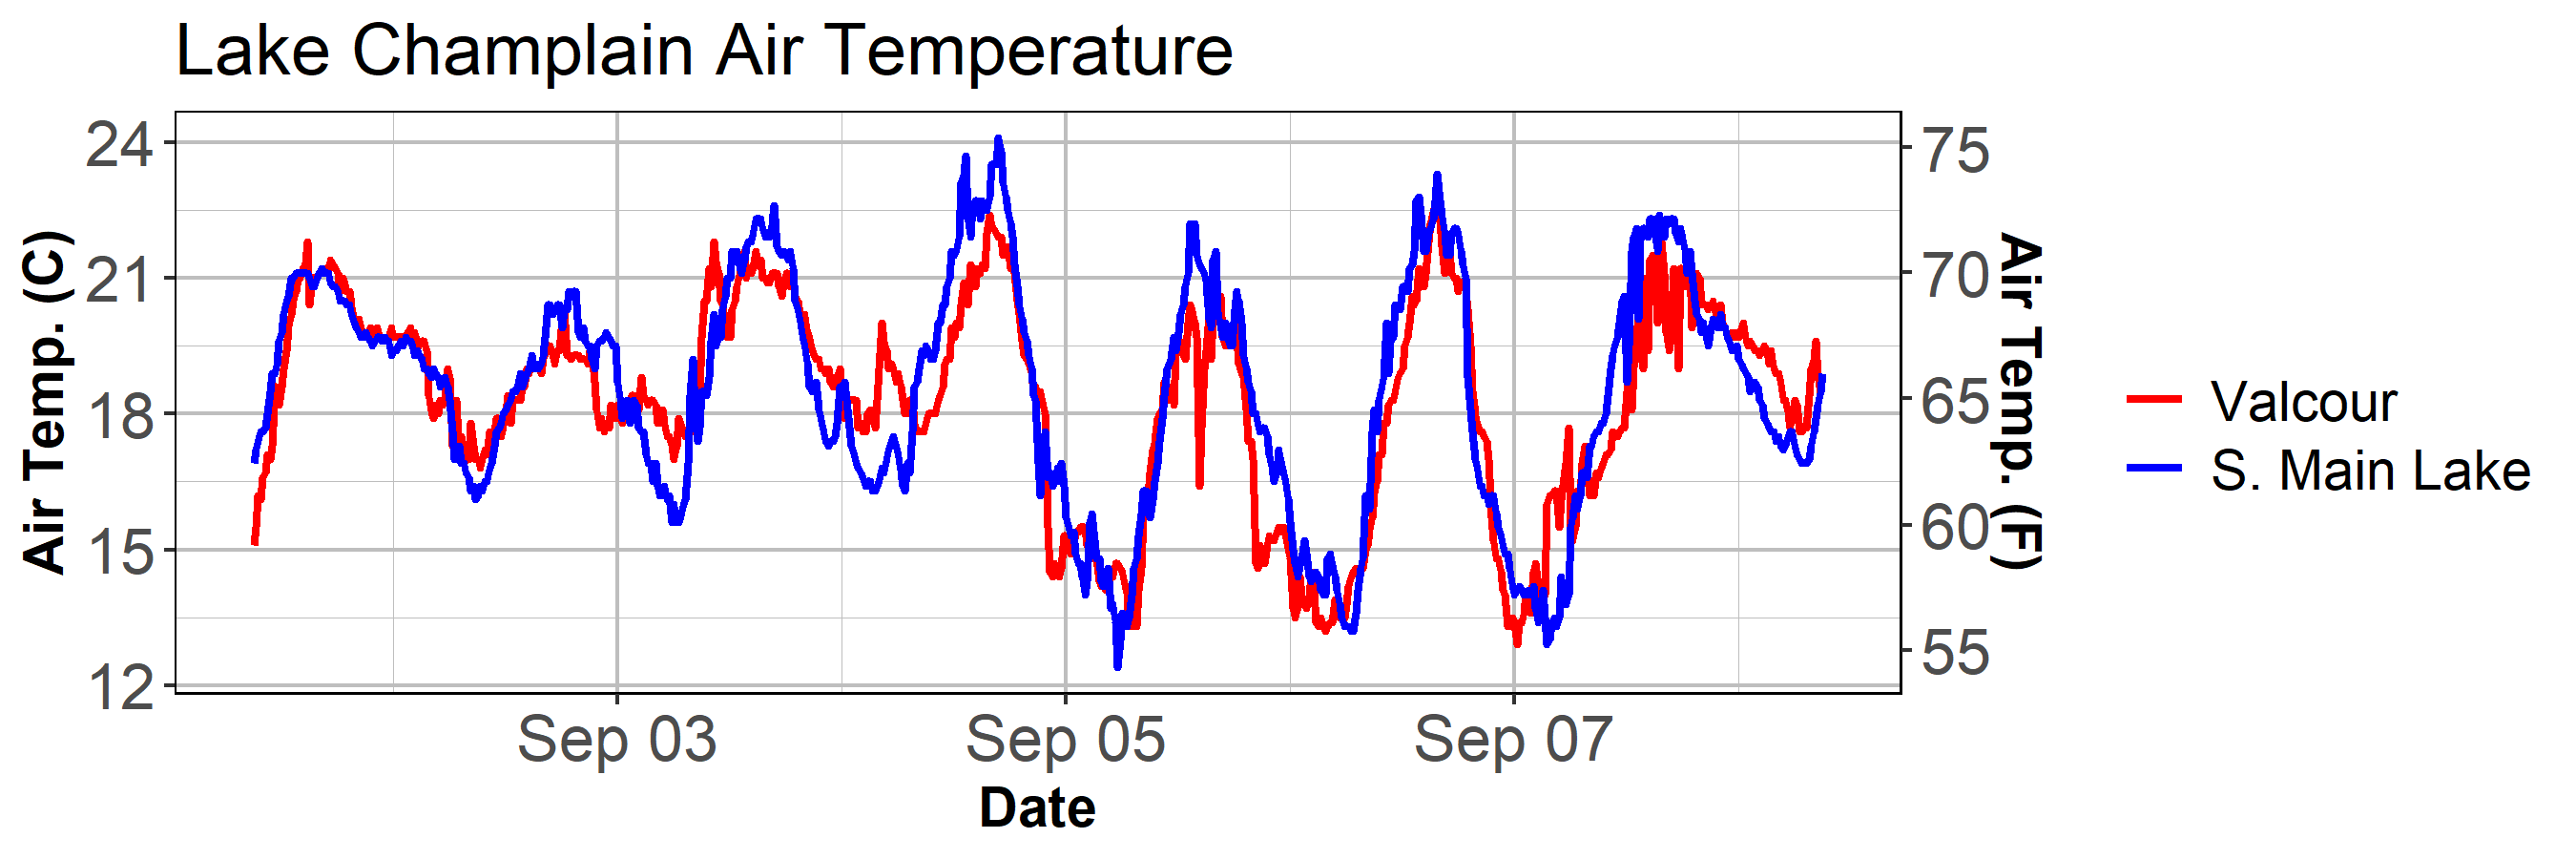 Lake Champlain Air Temperature
Air Temp. (C)
24
21
18
15
12
75
70
65
60
55
Air Temp. (F)
Sep 03
Sep 05
Sep 07
Date
Valcour
S. Main Lake